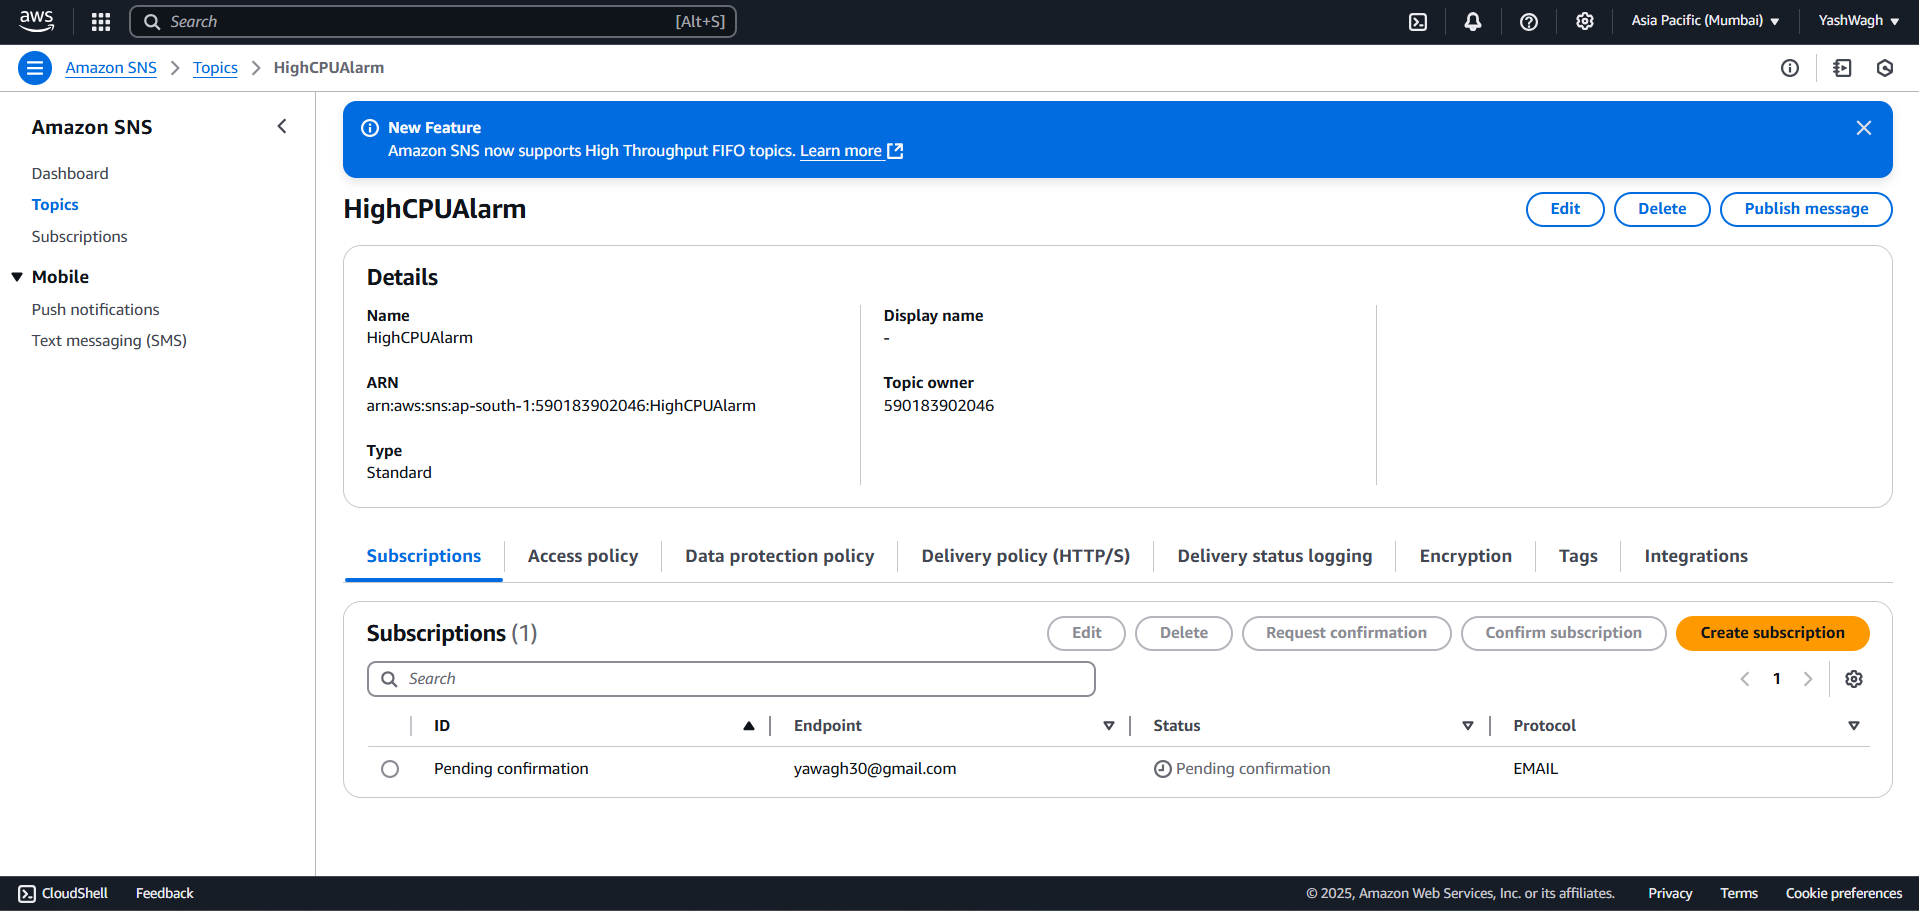 aws
Search [Alt+S]
Asia Pacific (Mumbai)
YashWagh
Amazon SNS
Topics
HighCPUAlarm
Amazon SNS
Dashboard
Topics
Subscriptions
Mobile
Push notifications
Text messaging (SMS)
New Feature
Amazon SNS now supports High Throughput FIFO topics. Learn more
HighCPUAlarm
Edit
Delete
Publish message
Details
Name
HighCPUAlarm
ARN
arn:aws:sns:ap-south-1:590183902046:HighCPUAlarm
Type
Standard
Display name
-
Topic owner
590183902046
Subscriptions
Access policy
Data protection policy
Delivery policy (HTTP/S)
Delivery status logging
Encryption
Tags
Integrations
Subscriptions (1)
Edit
Delete
Request confirmation
Confirm subscription
Create subscription
Search
1
ID
Endpoint
Status
Protocol
Pending confirmation
yawagh30@gmail.com
Pending confirmation
EMAIL
CloudShell
Feedback
© 2025, Amazon Web Services, Inc. or its affiliates.
Privacy
Terms
Cookie preferences